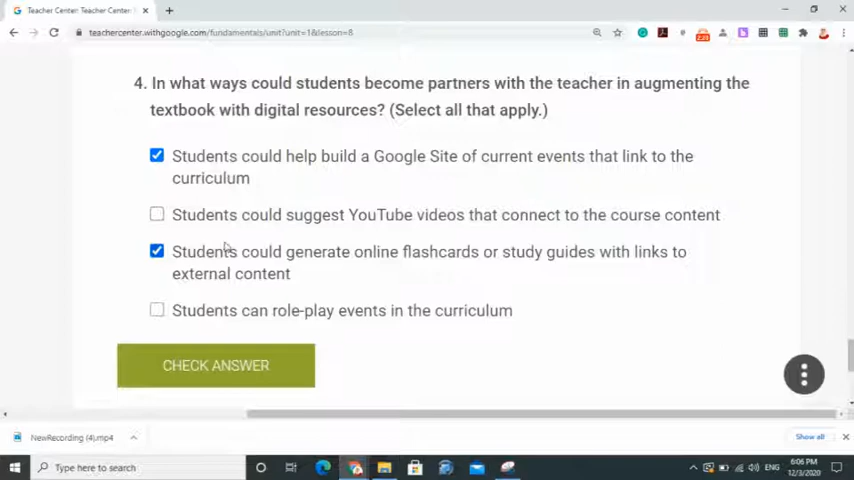 Teacher Center: Teacher Center:
teachercenter.withgoogle.com/fundamentals/unit?unit=1&lesson=8
4. In what ways could students become partners with the teacher in augmenting the
textbook with digital resources? (Select all that apply.)
Students could help build a Google Site of current events that link to the
curriculum
Students could suggest YouTube videos that connect to the course content
Students could generate online flashcards or study guides with links to
external content
Students can role-play events in the curriculum
CHECK ANSWER
NewRecording (4).mp4
Show all
Type here to search
ENG
6:06 PM
12/3/2020